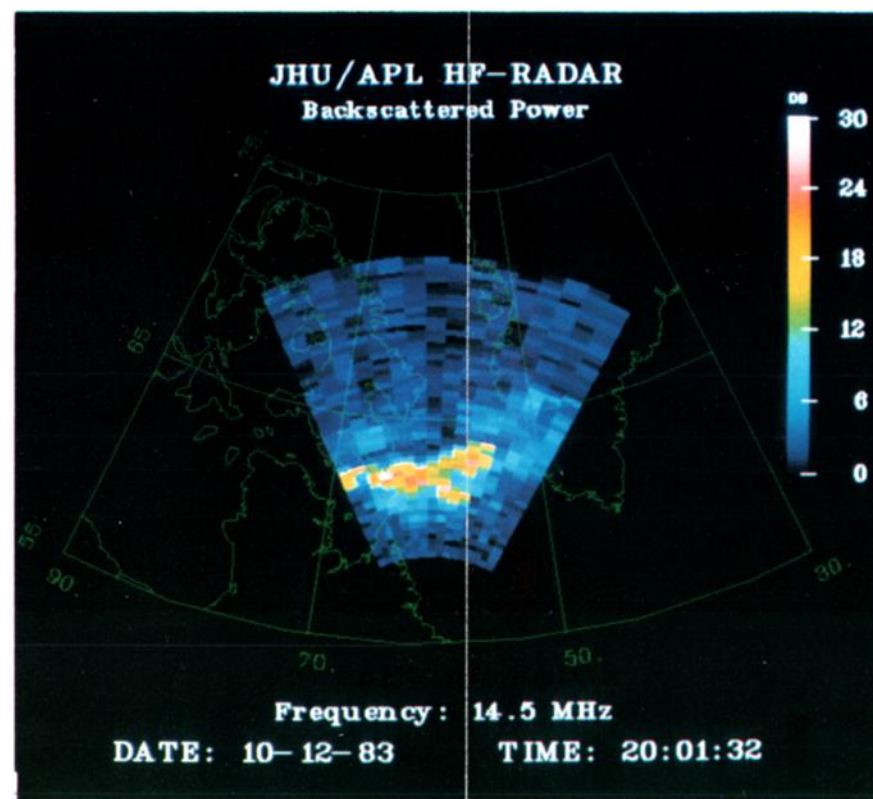 JHU/APL HF-RADAR
Backscattered Power
DB
30
24
18
12
6
0
75
65
55
90.
70.
50.
30.
Frequency: 14.5 MHz
DATE: 10-12-83 TIME: 20:01:32